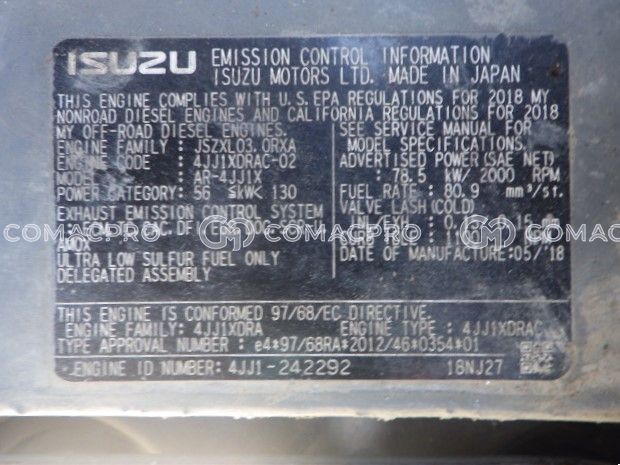 ISUZU EMISSION CONTROL INFORMATION
ISUZU MOTORS LTD. MADE IN JAPAN
THIS ENGINE COMPLIES WITH U.S.EPA REGULATIONS FOR 2018 MY
NONROAD DIESEL ENGINES AND CALIFORNIA REGULATIONS FOR 2018
MY OFF-ROAD DIESEL ENGINES.
ENGINE FAMILY : JSZXL03.0RXA
ENGINE CODE : 4JJ1XDRAC-02
MODEL : AR-4JJ1X
POWER CATEGORY: 56 ≦kW< 130
EXHAUST EMISSION CONTROL SYSTEM
AMOX
ULTRA LOW SULFUR FUEL ONLY
DELEGATED ASSEMBLY
SEE SERVICE MANUAL FOR
MODEL SPECIFICATIONS.
ADVERTISED POWER(SAE NET)
: 78.5 kW/ 2000 RPM
FUEL RATE: 80.9 mm³/st.
VALVE LASH (COLD)
IN/EXH :
DATE OF MANUFACTURE:05/'18
COMACPRO CM COMACPRO CM COMACPRO
THIS ENGINE IS CONFORMED 97/68/EC DIRECTIVE.
ENGINE FAMILY: 4JJ1XDRA ENGINE TYPE: 4JJ1XDRAC
TYPE APPROVAL NUMBER : e4*97/68RA*2012/46*0354*01
ENGINE ID NUMBER: 4JJ1-242292 18NJ27